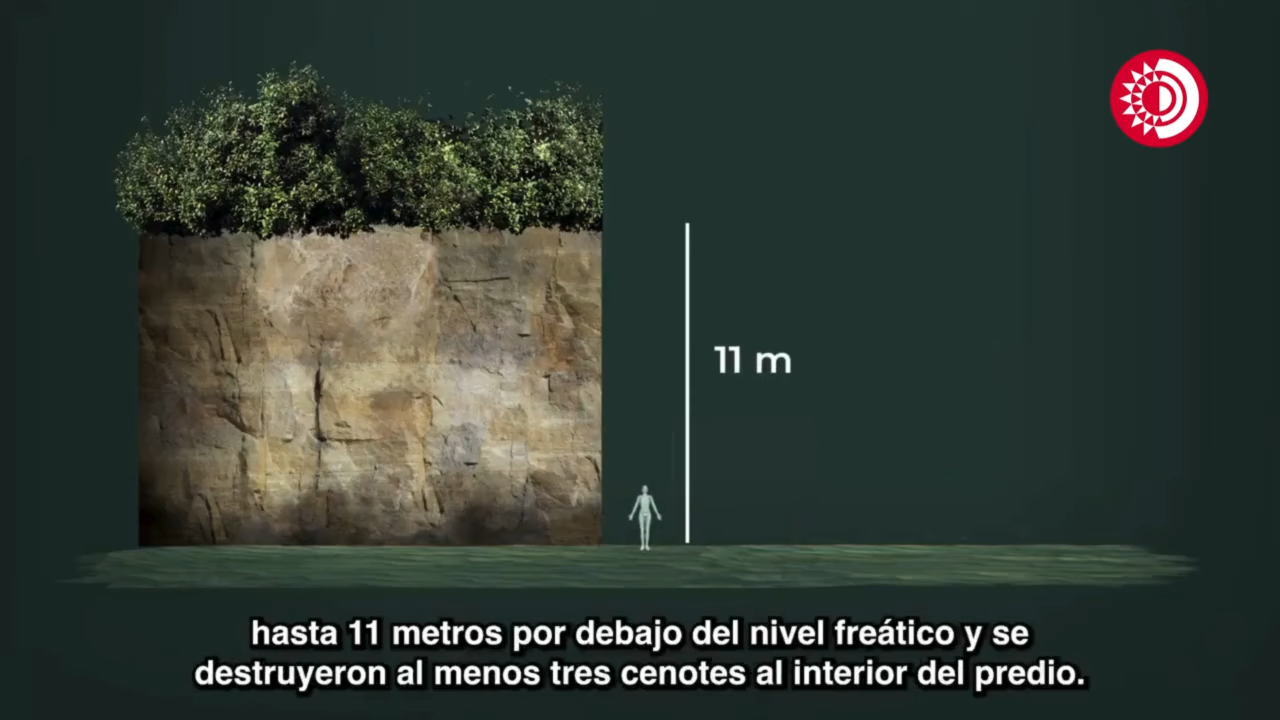 11 m
hasta 11 metros por debajo del nivel freático y se
destruyeron al menos tres cenotes al interior del predio.